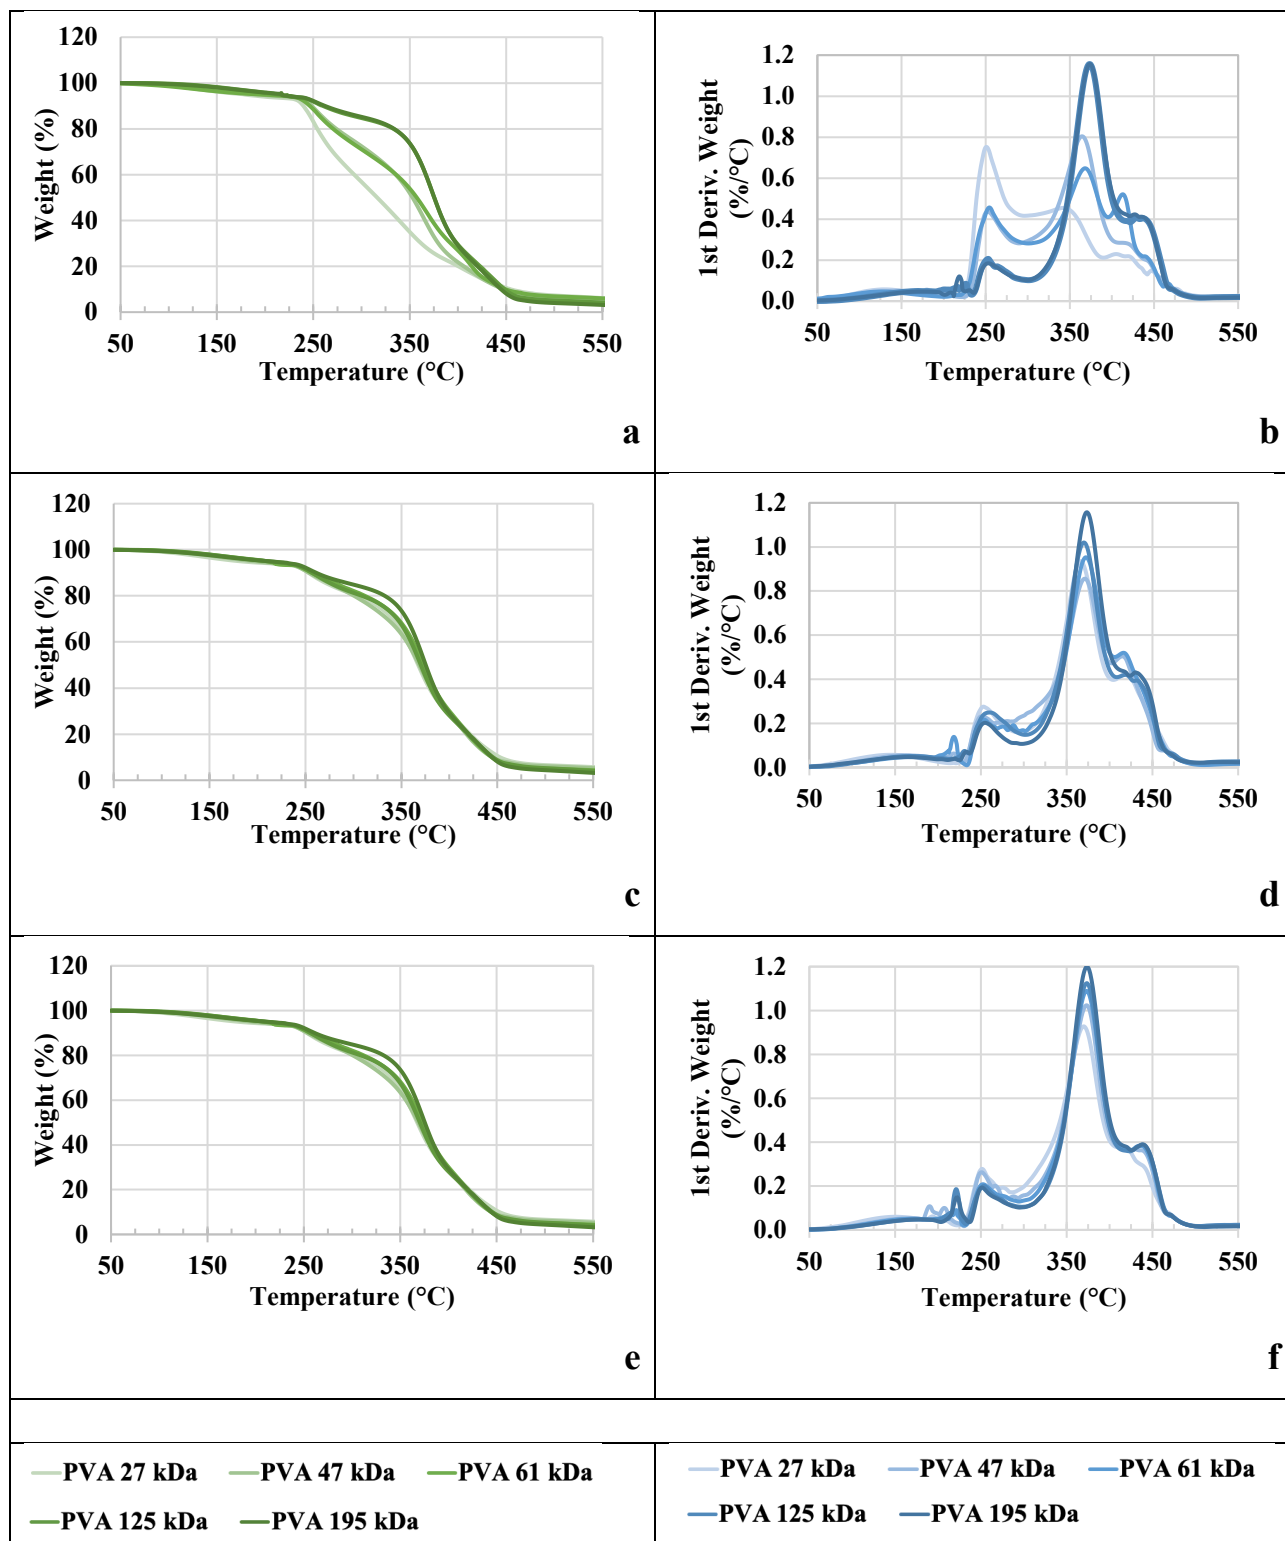 120
100
80
60
40
20
0
Weight (%)
50 150 250 350 450 550
Temperature (°C)
a
1.2
1.0
0.8
0.6
0.4
0.2
0.0
1st Deriv. Weight
(%/°C)
50 150 250 350 450 550
Temperature (°C)
b
120
100
80
60
40
20
0
Weight (%)
50 150 250 350 450 550
Temperature (°C)
c
1.2
1.0
0.8
0.6
0.4
0.2
0.0
1st Deriv. Weight
(%/°C)
50 150 250 350 450 550
Temperature (°C)
d
120
100
80
60
40
20
0
Weight (%)
50 150 250 350 450 550
Temperature (°C)
e
1.2
1.0
0.8
0.6
0.4
0.2
0.0
1st Deriv. Weight
(%/°C)
50 150 250 350 450 550
Temperature (°C)
f
PVA 27 kDa PVA 47 kDa PVA 61 kDa
PVA 125 kDa PVA 195 kDa
PVA 27 kDa PVA 47 kDa PVA 61 kDa
PVA 125 kDa PVA 195 kDa